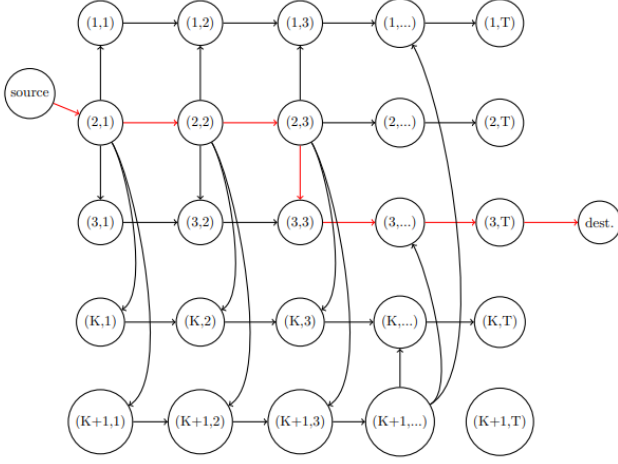 (1,1) (1,2) (1,3) (1,...) (1,T)
source
(2,1) (2,2) (2,3) (2,...) (2,T)
(3,1) (3,2) (3,3) (3,...) (3,T) dest.
(K,1) (K,2) (K,3) (K,...) (K,T)
(K+1,1) (K+1,2) (K+1,3) (K+1,...) (K+1,T)